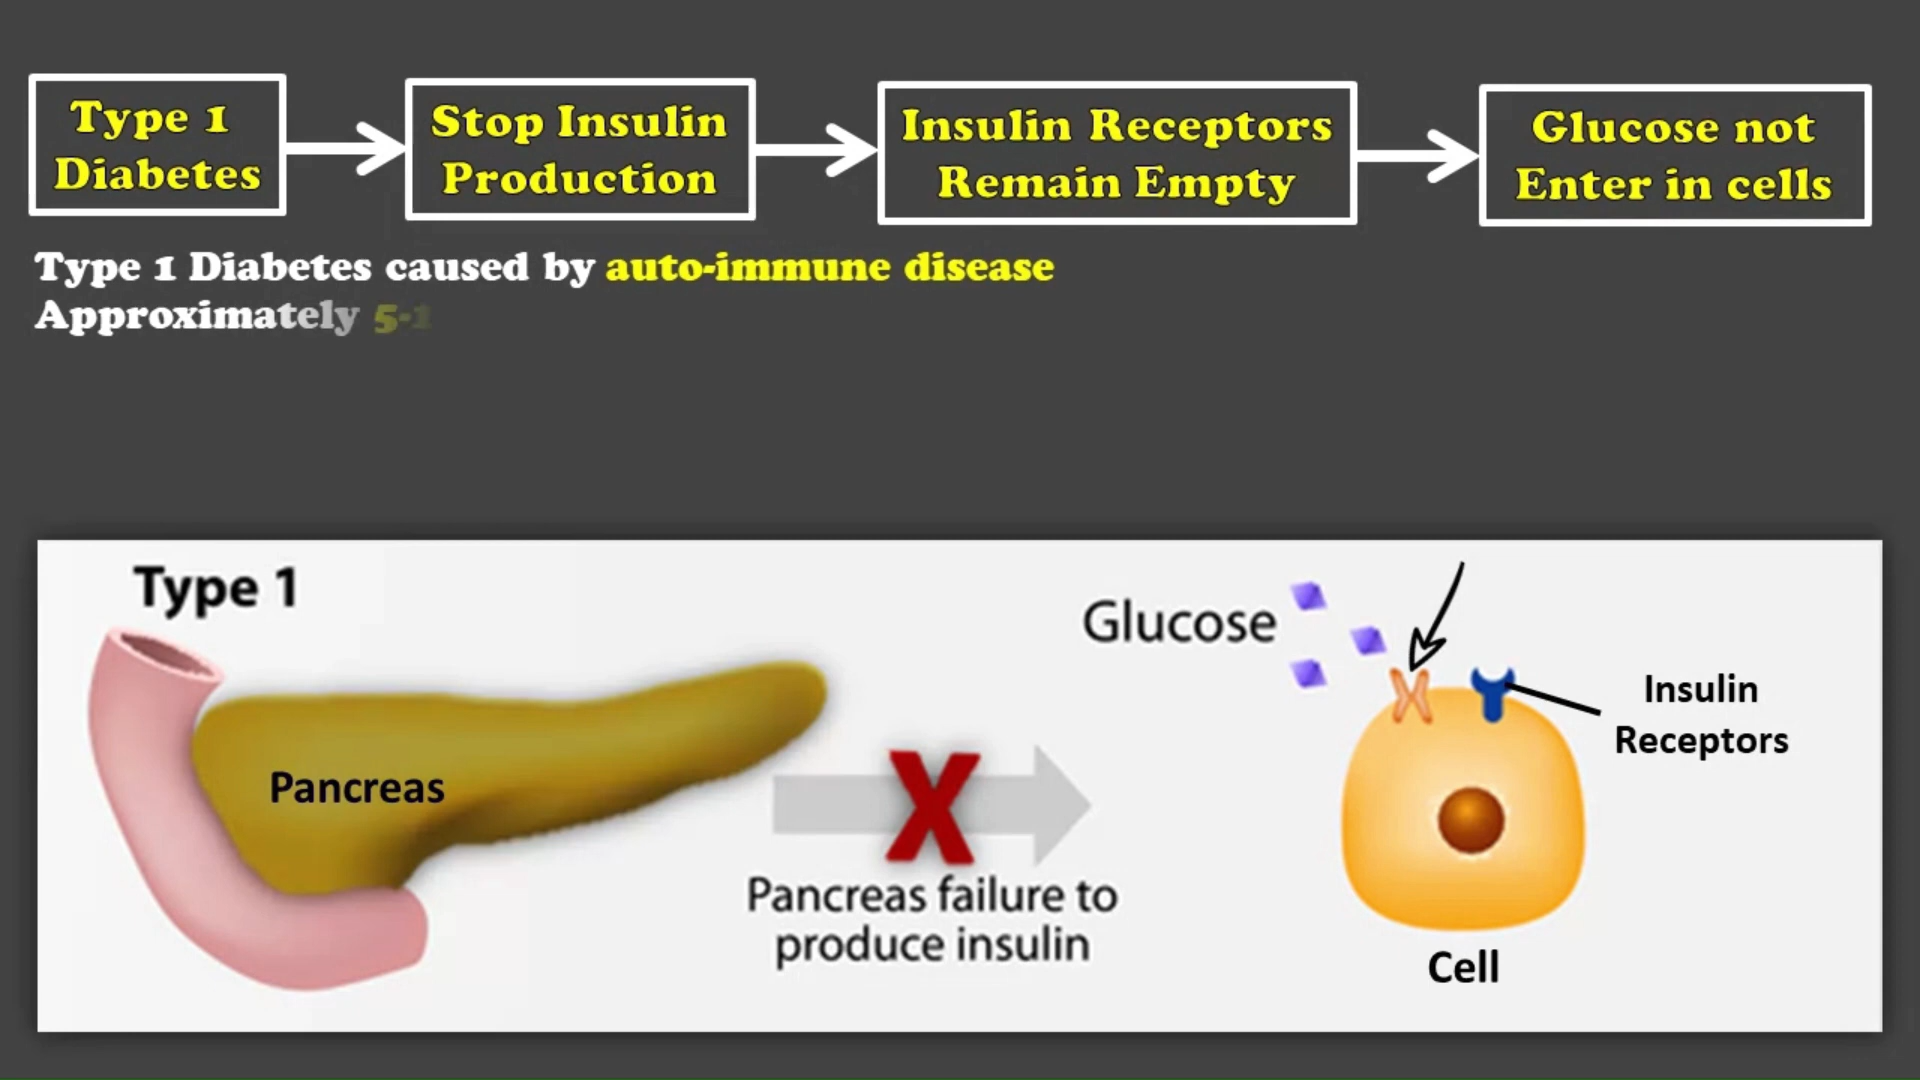 Type 1
Diabetes
Stop Insulin
Production
Insulin Receptors
Remain Empty
Glucose not
Enter in cells
Type 1 Diabetes caused by auto-immune disease
Approximately
Type 1
Pancreas
Pancreas failure to
produce insulin
Glucose
Insulin
Receptors
Cell